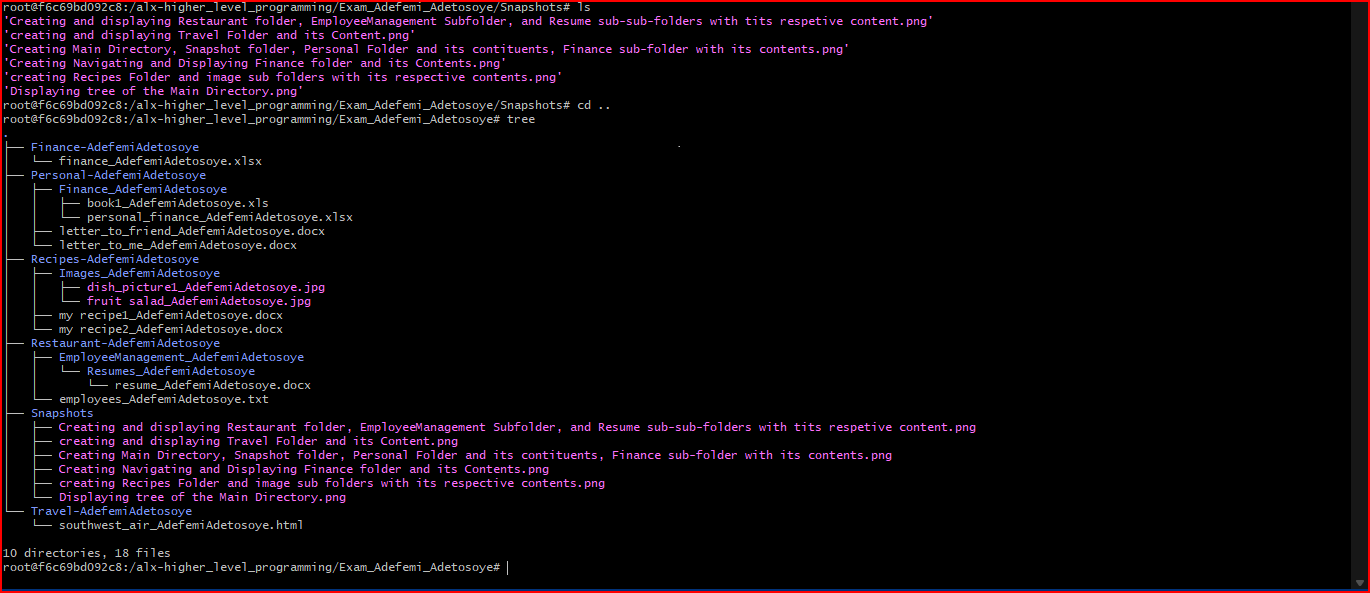 root@f6c69bd092c8:/alx-higher_level_programming/Exam_Adefemi_Adetosoye/Snapshots# ls
'Creating and displaying Restaurant folder, EmployeeManagement Subfolder, and Resume sub-sub-folders with tits respetive content.png'
'creating and displaying Travel Folder and its Content.png'
'Creating Main Directory, Snapshot folder, Personal Folder and its contituents, Finance sub-folder with its contents.png'
'Creating Navigating and Displaying Finance folder and its Contents.png'
'creating Recipes Folder and image sub folders with its respective contents.png'
'Displaying tree of the Main Directory.png'
root@f6c69bd092c8:/alx-higher_level_programming/Exam_Adefemi_Adetosoye/Snapshots# cd ..
root@f6c69bd092c8:/alx-higher_level_programming/Exam_Adefemi_Adetosoye# tree
.
├── Finance-AdefemiAdetosoye
│   └── finance_AdefemiAdetosoye.xlsx
├── Personal-AdefemiAdetosoye
│   ├── Finance_AdefemiAdetosoye
│   │   ├── book1_AdefemiAdetosoye.xls
│   │   └── personal_finance_AdefemiAdetosoye.xlsx
│   ├── letter_to_friend_AdefemiAdetosoye.docx
│   └── letter_to_me_AdefemiAdetosoye.docx
├── Recipes-AdefemiAdetosoye
│   ├── Images_AdefemiAdetosoye
│   │   ├── dish_picture1_AdefemiAdetosoye.jpg
│   │   └── fruit salad_AdefemiAdetosoye.jpg
│   ├── my recipe1_AdefemiAdetosoye.docx
│   └── my recipe2_AdefemiAdetosoye.docx
├── Restaurant-AdefemiAdetosoye
│   ├── EmployeeManagement_AdefemiAdetosoye
│   │   └── Resumes_AdefemiAdetosoye
│   │       └── resume_AdefemiAdetosoye.docx
│   └── employees_AdefemiAdetosoye.txt
├── Snapshots
│   ├── Creating and displaying Restaurant folder, EmployeeManagement Subfolder, and Resume sub-sub-folders with tits respetive content.png
│   ├── creating and displaying Travel Folder and its Content.png
│   ├── Creating Main Directory, Snapshot folder, Personal Folder and its contituents, Finance sub-folder with its contents.png
│   ├── Creating Navigating and Displaying Finance folder and its Contents.png
│   ├── creating Recipes Folder and image sub folders with its respective contents.png
│   └── Displaying tree of the Main Directory.png
└── Travel-AdefemiAdetosoye
    └── southwest_air_AdefemiAdetosoye.html
10 directories, 18 files
root@f6c69bd092c8:/alx-higher_level_programming/Exam_Adefemi_Adetosoye#